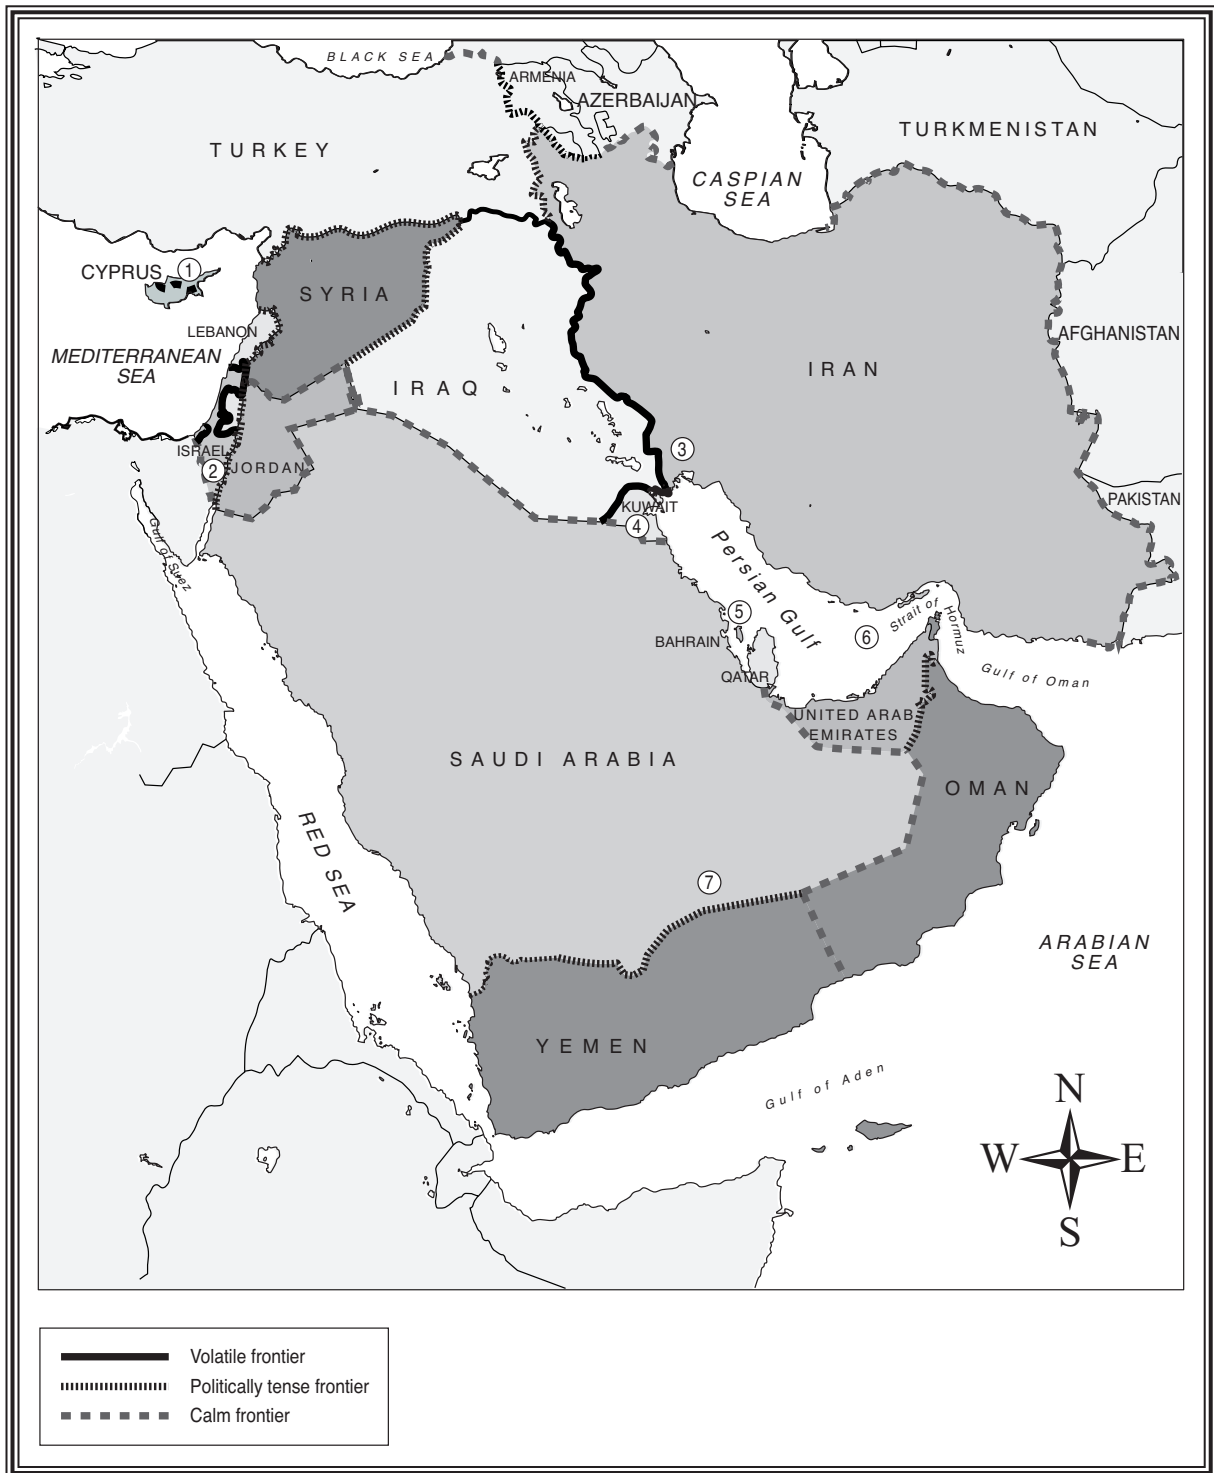 BLACK SEA
ARMENIA
AZERBAIJAN
TURKMENISTAN
TURKEY
CASPIAN
SEA
CYPRUS
1
SYRIA
LEBANON
MEDITERRANEAN
SEA
AFGHANISTAN
IRAN
IRAQ
3
ISRAEL
2
JORDAN
PAKISTAN
KUWAIT
4
Gulf of Suez
Persian Gulf
5
6
Strait of
Hormuz
BAHRAIN
QATAR
Gulf of Oman
UNITED ARAB
EMIRATES
SAUDI ARABIA
OMAN
RED SEA
7
ARABIAN
SEA
YEMEN
Gulf of Aden
N
W
E
S
Volatile frontier
Politically tense frontier
Calm frontier